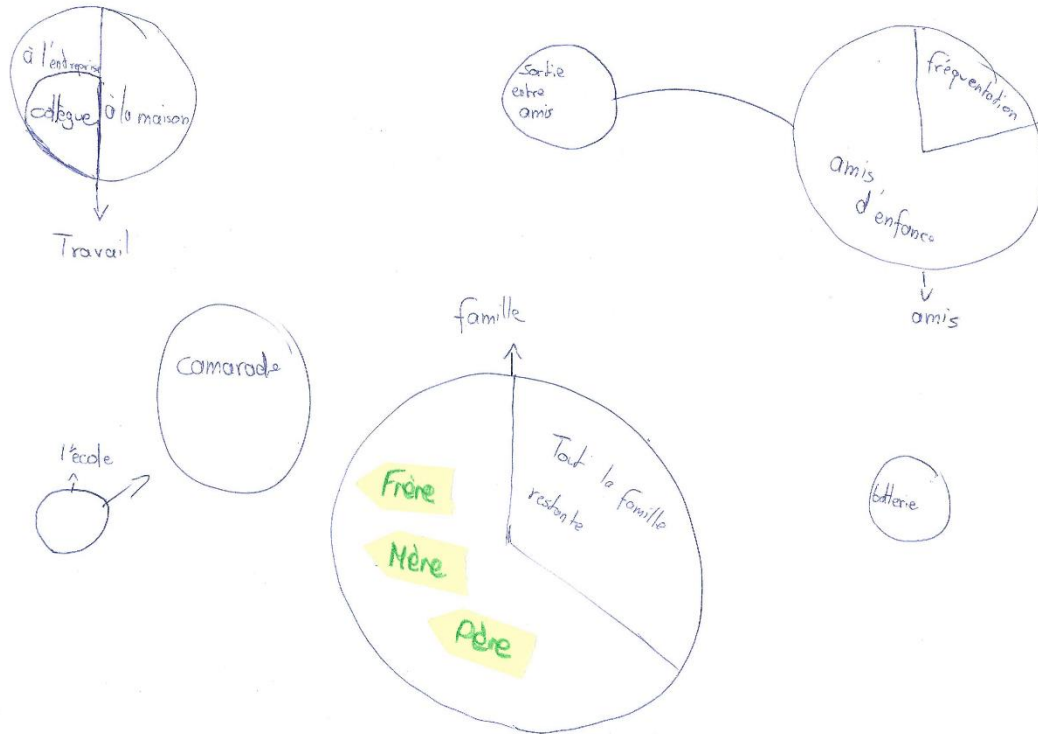 à l'entreprise
collègue
à la maison
Travail
Sortie
entre
amis
fréquentation
amis
d'enfance
amis
famille
camarade
l'école
Tout la famille
restante
Frère
Mère
Père
batterie